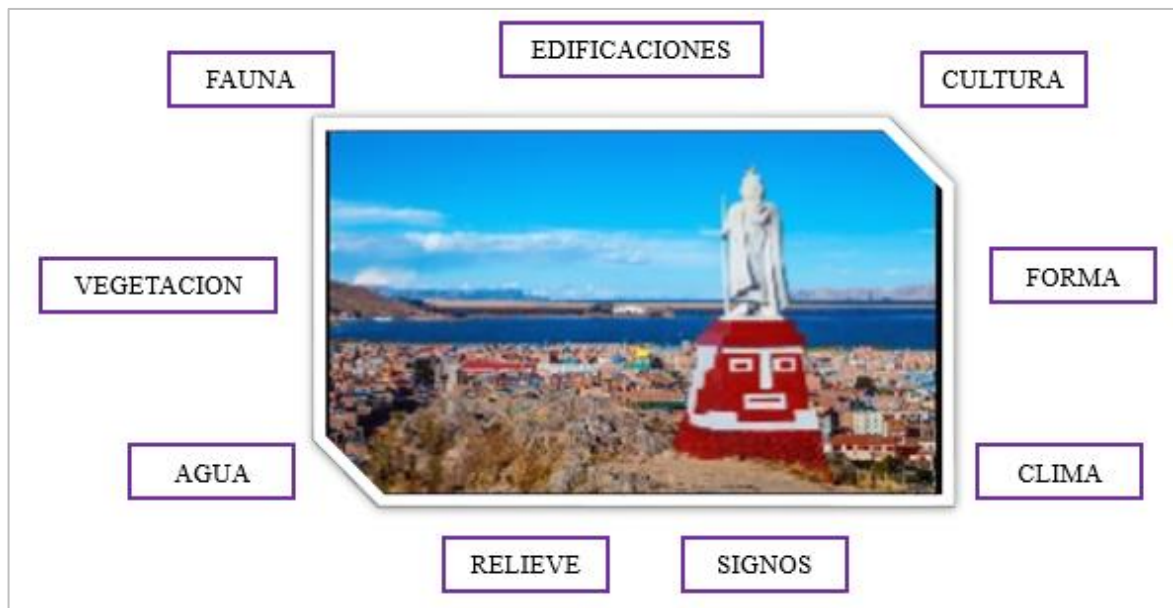 EDIFICACIONES
FAUNA
CULTURA
VEGETACION
FORMA
AGUA
CLIMA
RELIEVE
SIGNOS